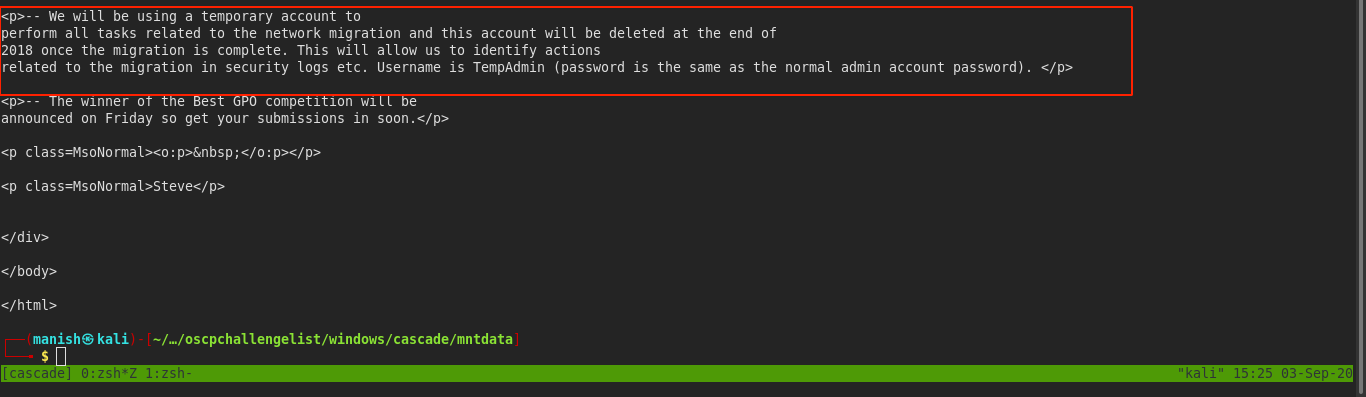 <p>-- We will be using a temporary account to
perform all tasks related to the network migration and this account will be deleted at the end of
2018 once the migration is complete. This will allow us to identify actions
related to the migration in security logs etc. Username is TempAdmin (password is the same as the normal admin account password). </p>
<p>-- The winner of the Best GPO competition will be
announced on Friday so get your submissions in soon.</p>
<p class=MsoNormal><o:p>&nbsp;</o:p></p>
<p class=MsoNormal>Steve</p>
</div>
</body>
</html>
(manish㉿kali)-[~/…/oscpchallengelist/windows/cascade/mntdata]
$
[cascade] 0:zsh*Z 1:zsh- "kali" 15:25 03-Sep-20